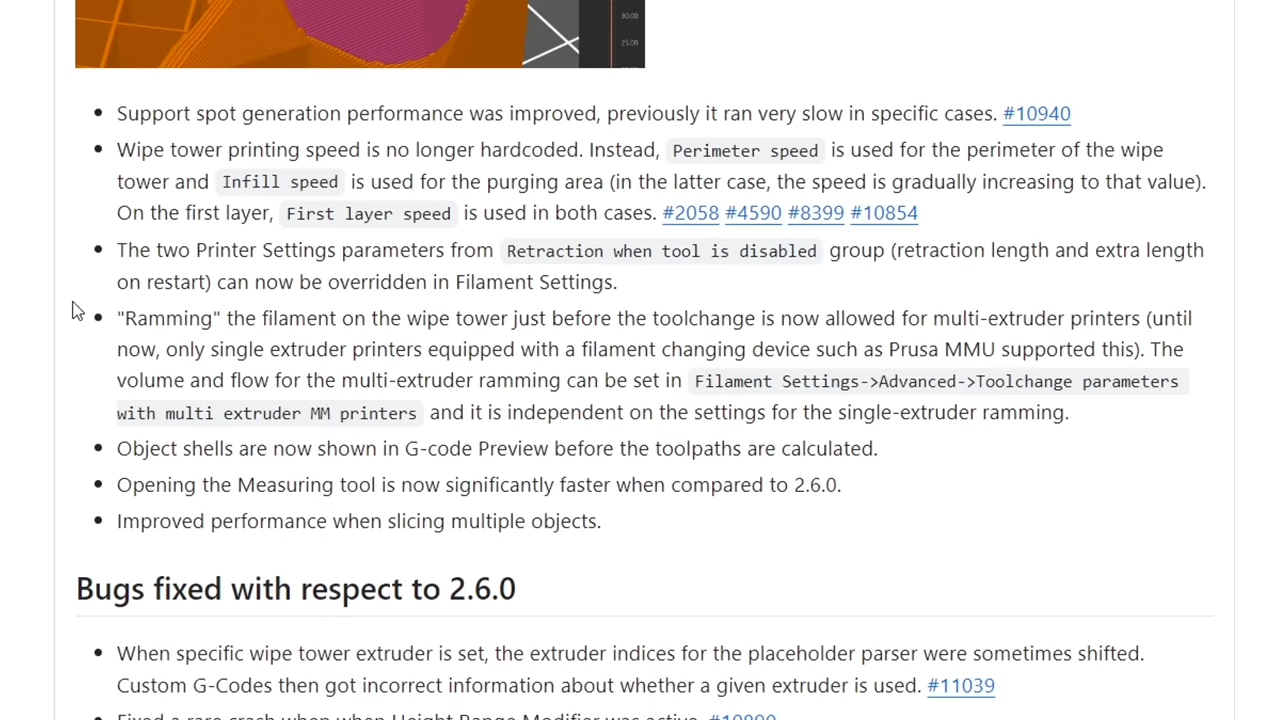 30.00
25.00
Support spot generation performance was improved, previously it ran very slow in specific cases. #10940
Wipe tower printing speed is no longer hardcoded. Instead, Perimeter speed is used for the perimeter of the wipe
tower and Infill speed is used for the purging area (in the latter case, the speed is gradually increasing to that value).
On the first layer, First layer speed is used in both cases. #2058 #4590 #8399 #10854
The two Printer Settings parameters from Retraction when tool is disabled group (retraction length and extra length
on restart) can now be overridden in Filament Settings.
"Ramming" the filament on the wipe tower just before the toolchange is now allowed for multi-extruder printers (until
now, only single extruder printers equipped with a filament changing device such as Prusa MMU supported this). The
volume and flow for the multi-extruder ramming can be set in Filament Settings->Advanced->Toolchange parameters
with multi extruder MM printers and it is independent on the settings for the single-extruder ramming.
Object shells are now shown in G-code Preview before the toolpaths are calculated.
Opening the Measuring tool is now significantly faster when compared to 2.6.0.
Improved performance when slicing multiple objects.
Bugs fixed with respect to 2.6.0
When specific wipe tower extruder is set, the extruder indices for the placeholder parser were sometimes shifted.
Custom G-Codes then got incorrect information about whether a given extruder is used. #11039
Fixed a rare crash when when Height Range Modifier was active.